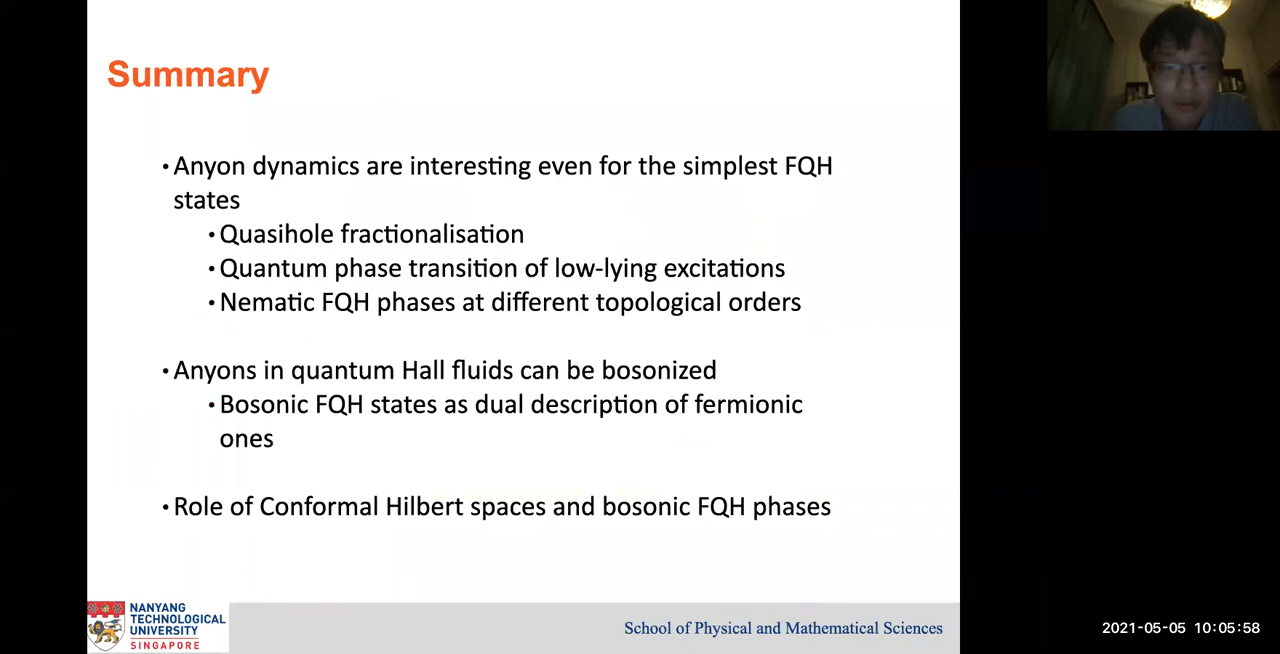 Summary
• Anyon dynamics are interesting even for the simplest FQH
states
• Quasihole fractionalisation
• Quantum phase transition of low-lying excitations
• Nematic FQH phases at different topological orders
• Anyons in quantum Hall fluids can be bosonized
• Bosonic FQH states as dual description of fermionic
ones
• Role of Conformal Hilbert spaces and bosonic FQH phases
NANYANG
TECHNOLOGICAL
UNIVERSITY
SINGAPORE
School of Physical and Mathematical Sciences
2021-05-05 10:05:58